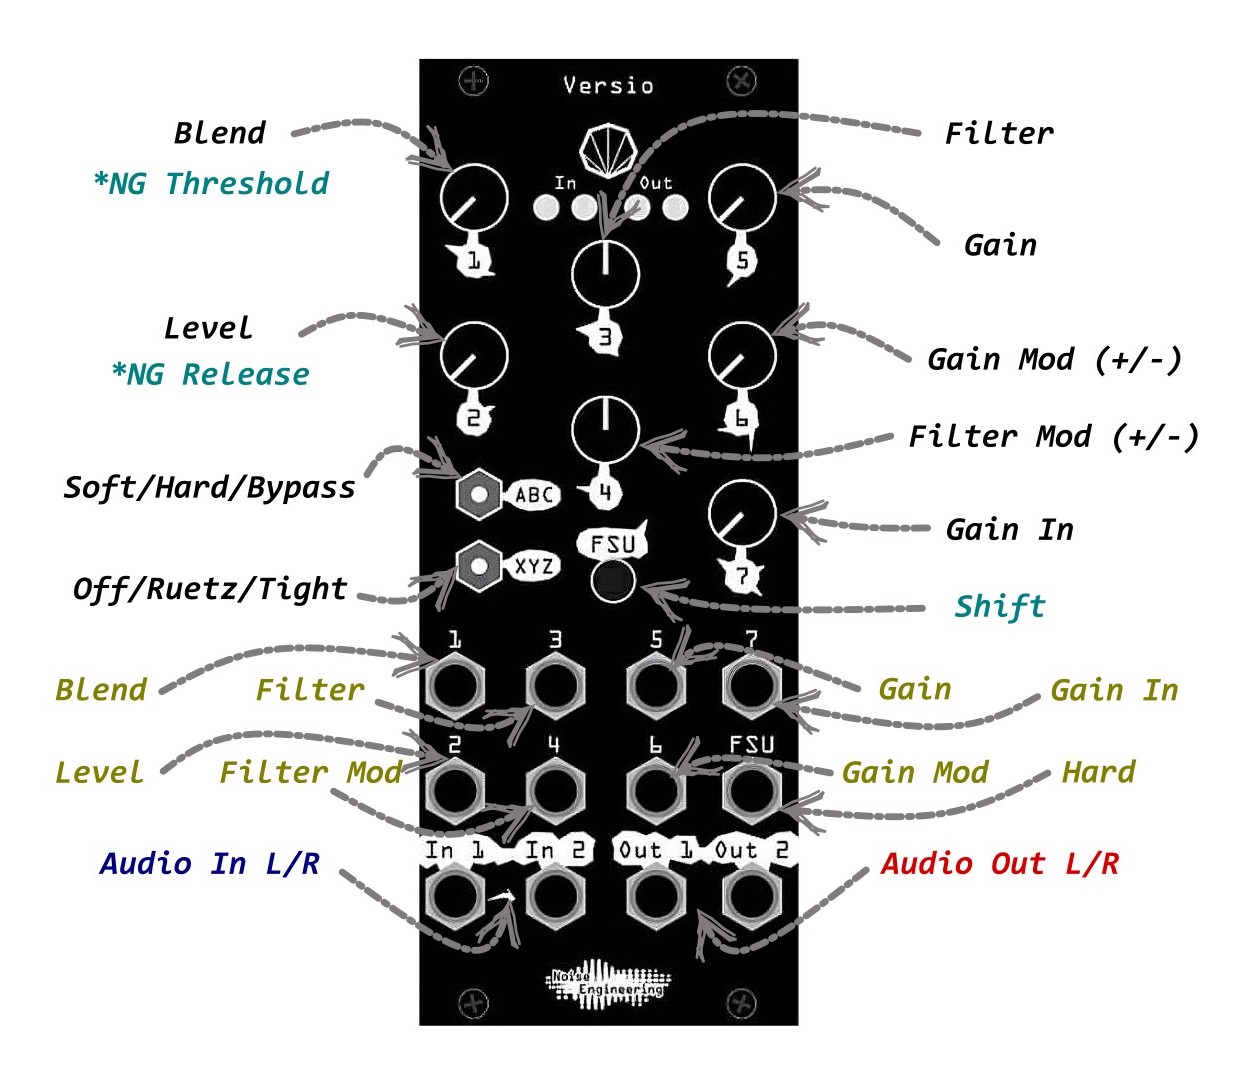 Versio
Blend
Filter
*NG Threshold
In
Out
Gain
1
5
Level
3
Gain Mod (+/-)
*NG Release
2
6
Filter Mod (+/-)
Soft/Hard/Bypass
ABC
4
Gain In
FSU
XYZ
7
Off/Ruetz/Tight
Shift
1
3
5
7
Blend
Filter
Gain
Gain In
2
4
6
FSU
Level
Filter Mod
Gain Mod
Hard
In 1
In 2
Out 1
Out 2
Audio In L/R
Audio Out L/R
Noise
Engineering